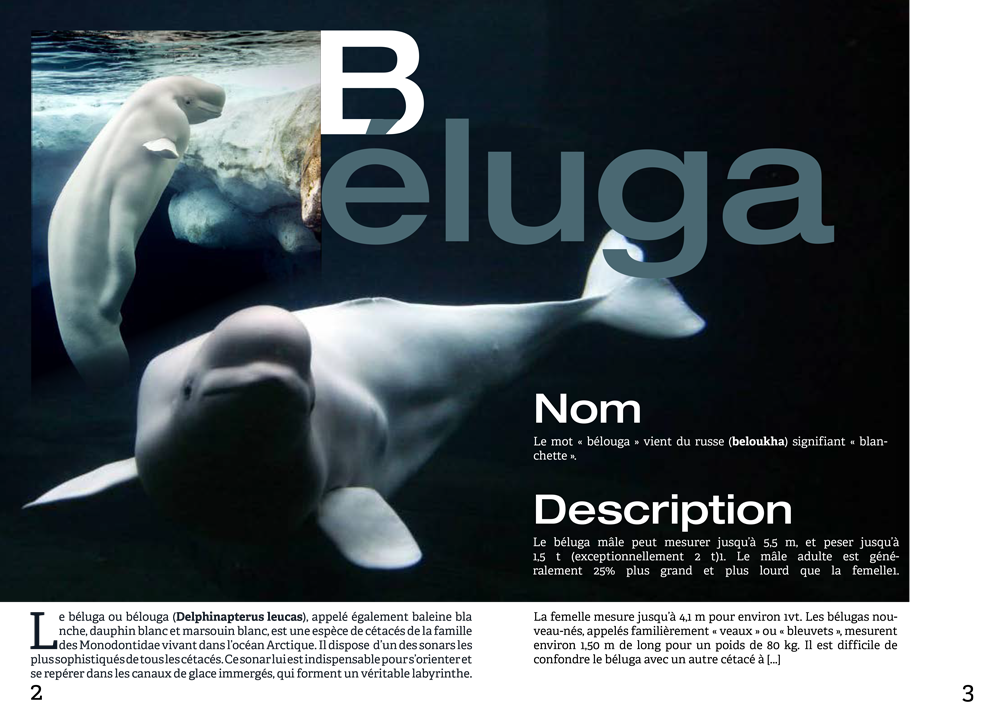 B
éluga
Nom
Le mot « bélouga » vient du russe (beloukha) signifiant « blan-
chette ».
Description
Le béluga mâle peut mesurer jusqu'à 5,5 m, et peser jusqu'à
1,5 t (exceptionnellement 2 t)1. Le mâle adulte est géné-
ralement 25% plus grand et plus lourd que la femelle1.
Le béluga ou bélouga (Delphinapterus leucas), appelé également baleine bla
nche, dauphin blanc et marsouin blanc, est une espèce de cétacés de la famille
des Monodontidae vivant dans l'océan Arctique. Il dispose d'un des sonars les
plus sophistiqués de tous les cétacés. Ce sonar lui est indispensable pour s'orienter et
se repérer dans les canaux de glace immergés, qui forment un véritable labyrinthe.
La femelle mesure jusqu'à 4,1 m pour environ 1vt. Les bélugas nou-
veau-nés, appelés familièrement « veaux » ou « bleuvets », mesurent
environ 1,50 m de long pour un poids de 80 kg. Il est difficile de
confondre le béluga avec un autre cétacé à [...]
2
3